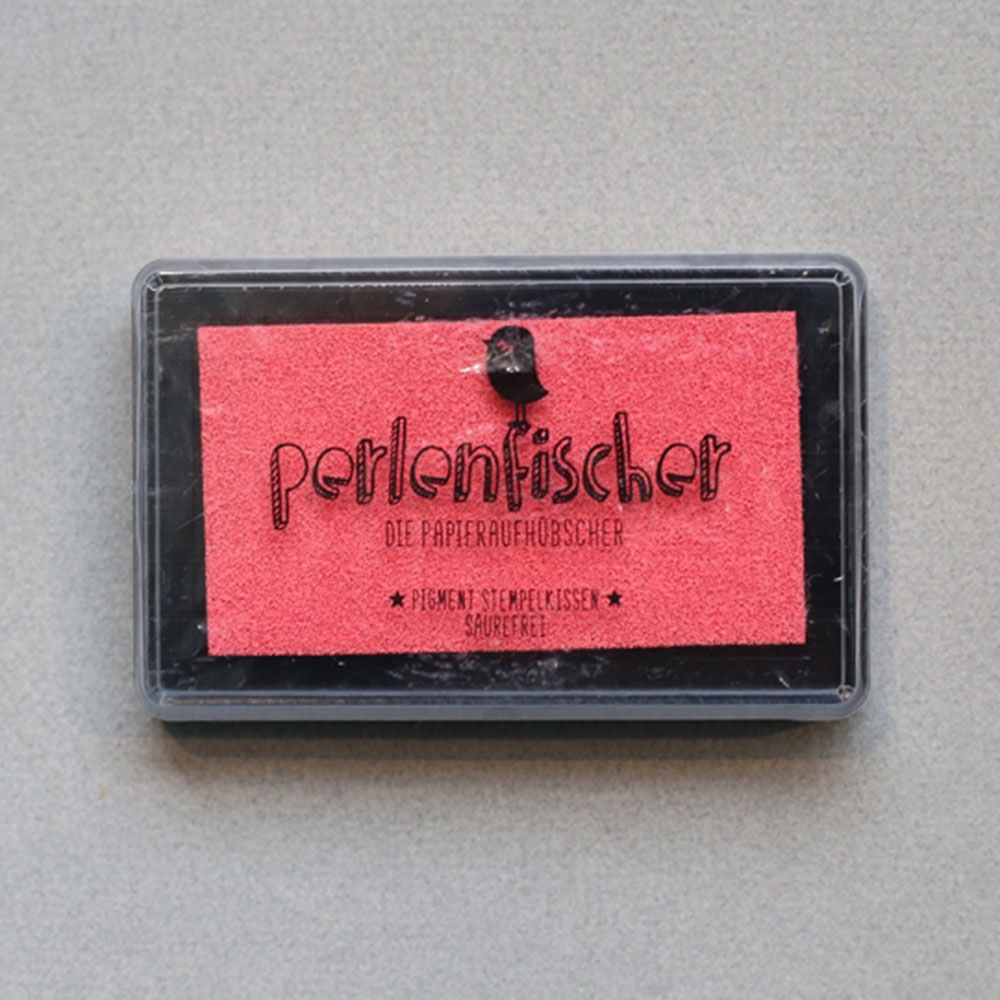 perlenfischer
DIE PAPIERAUFHÜBSCHER
★ PIGMENT STEMPELKISSEN ★
SÄUREFREI